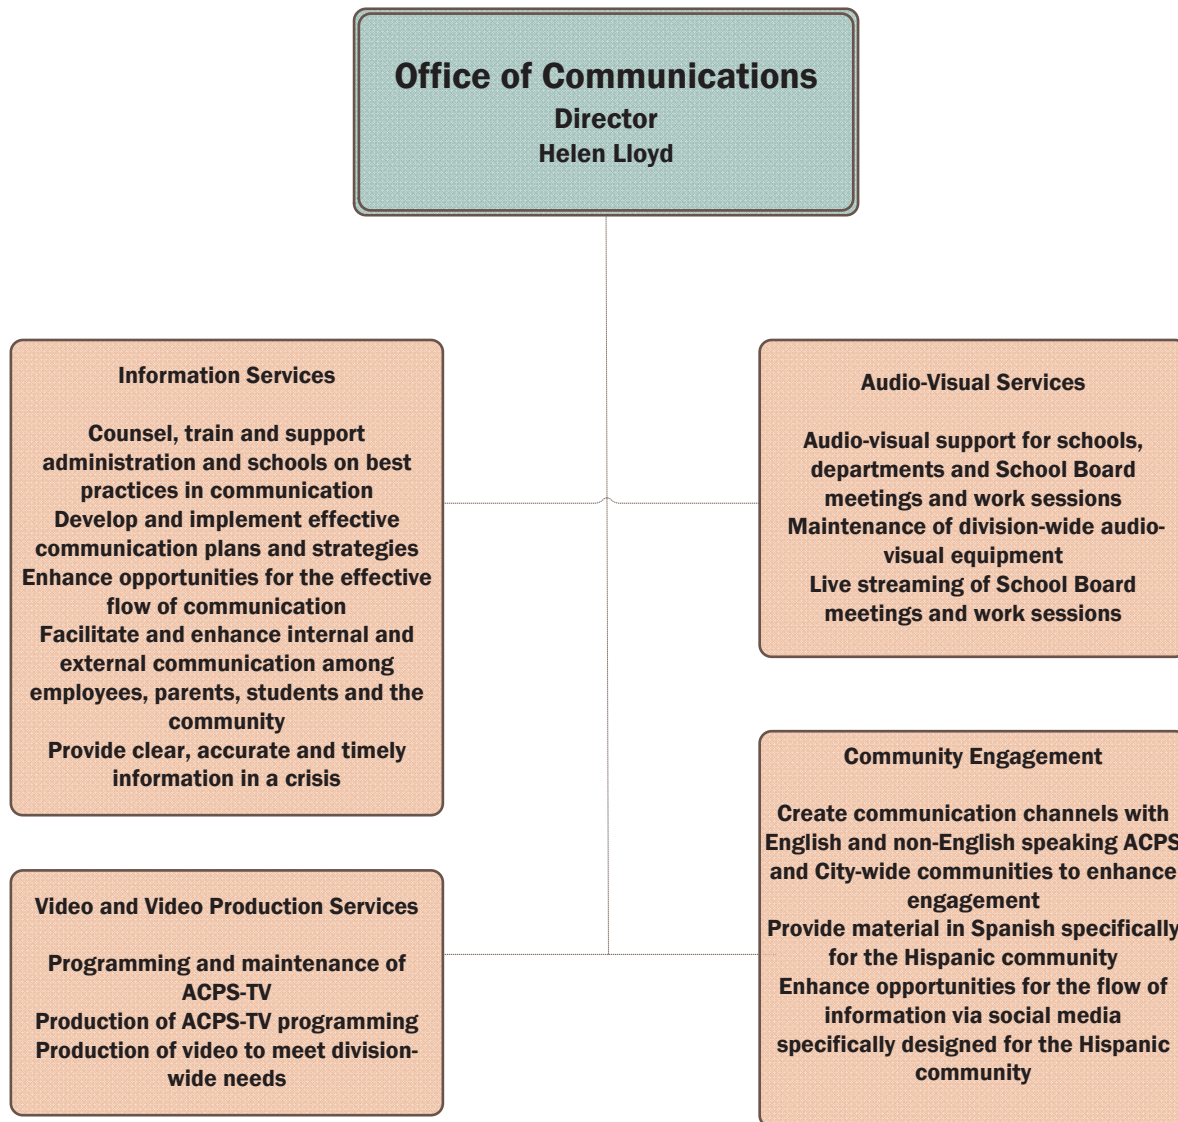 Office of Communications
Director
Helen Lloyd
Information Services
Counsel, train and support
administration and schools on best
practices in communication
Develop and implement effective
communication plans and strategies
Enhance opportunities for the effective
flow of communication
Facilitate and enhance internal and
external communication among
employees, parents, students and the
community
Provide clear, accurate and timely
information in a crisis
Audio-Visual Services
Audio-visual support for schools,
departments and School Board
meetings and work sessions
Maintenance of division-wide audio-
visual equipment
Live streaming of School Board
meetings and work sessions
Video and Video Production Services
Programming and maintenance of
ACPS-TV
Production of ACPS-TV programming
Production of video to meet division-
wide needs
Community Engagement
Create communication channels with
English and non-English speaking ACPS
and City-wide communities to enhance
engagement
Provide material in Spanish specifically
for the Hispanic community
Enhance opportunities for the flow of
information via social media
specifically designed for the Hispanic
community